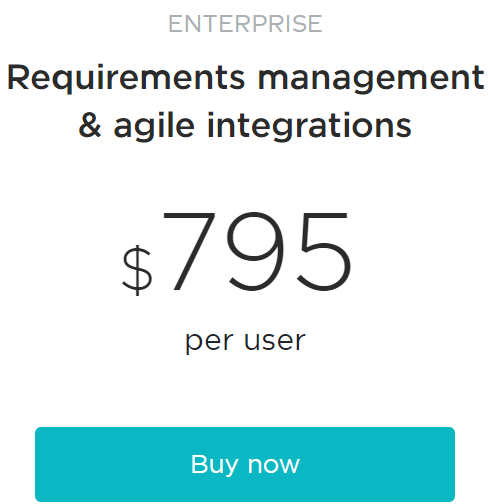 ENTERPRISE
Requirements management
& agile integrations
$795
per user
Buy now